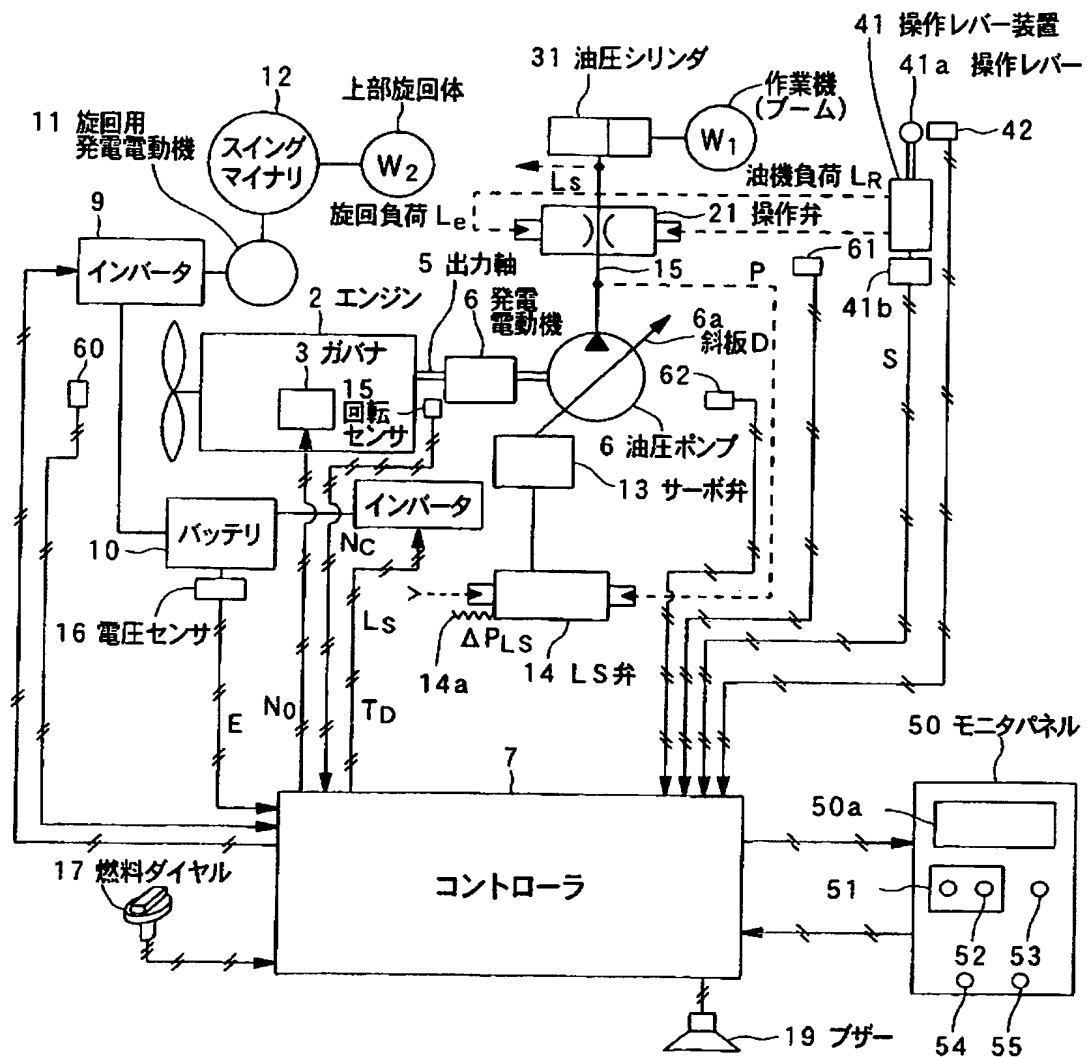 41 操作レバー装置
41a 操作レバー
31 油圧シリンダ
作業機
(ブーム)
W1
42
12
上部旋回体
11 旋回用
発電電動機
スイング
マイナリ
W2
旋回負荷 Le
Ls
油機負荷 LR
21 操作弁
9
インバータ
5 出力軸
15
P
61
41b
2 エンジン
6 発電
電動機
6a
斜板D
S
60
3 ガバナ
15
回転
センサ
62
6 油圧ポンプ
13 サーボ弁
バッテリ
インバータ
10
NC
16 電圧センサ
LS
14a
ΔPLS
14 LS弁
E
N0
TD
7
50 モニタパネル
50a
17 燃料ダイヤル
コントローラ
51
52
53
54
55
19 ブザー